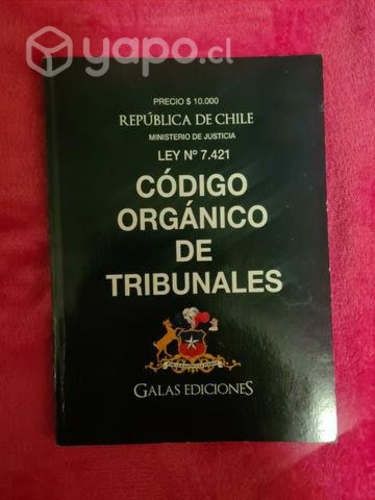 yapo.cl
PRECIO $ 10.000
REPÚBLICA DE CHILE
MINISTERIO DE JUSTICIA
LEY Nº 7.421
CÓDIGO
ORGÁNICO
DE
TRIBUNALES
GALAS EDICIONES